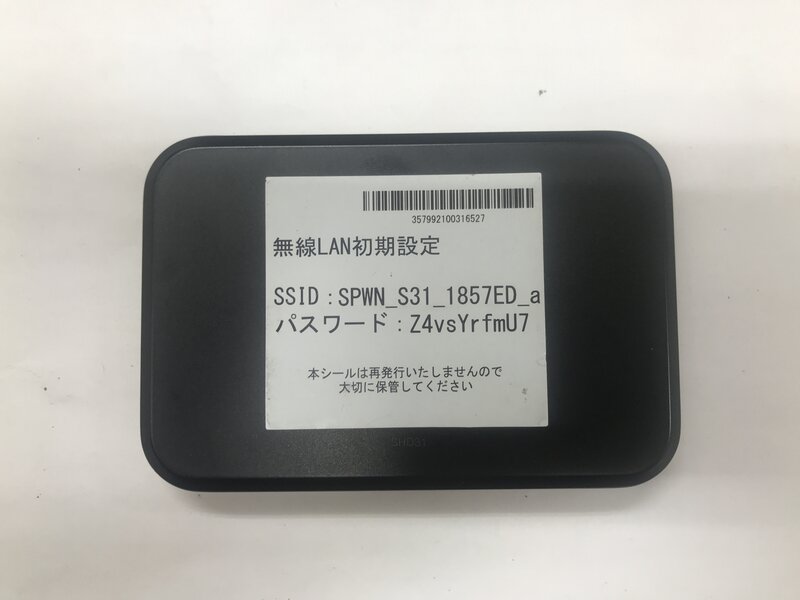 357992100316527
無線LAN初期設定
SSID：SPWN_S31_1857ED_a
パスワード：Z4vsYrfmU7
本シールは再発行いたしませんので
大切に保管してください
SHD31